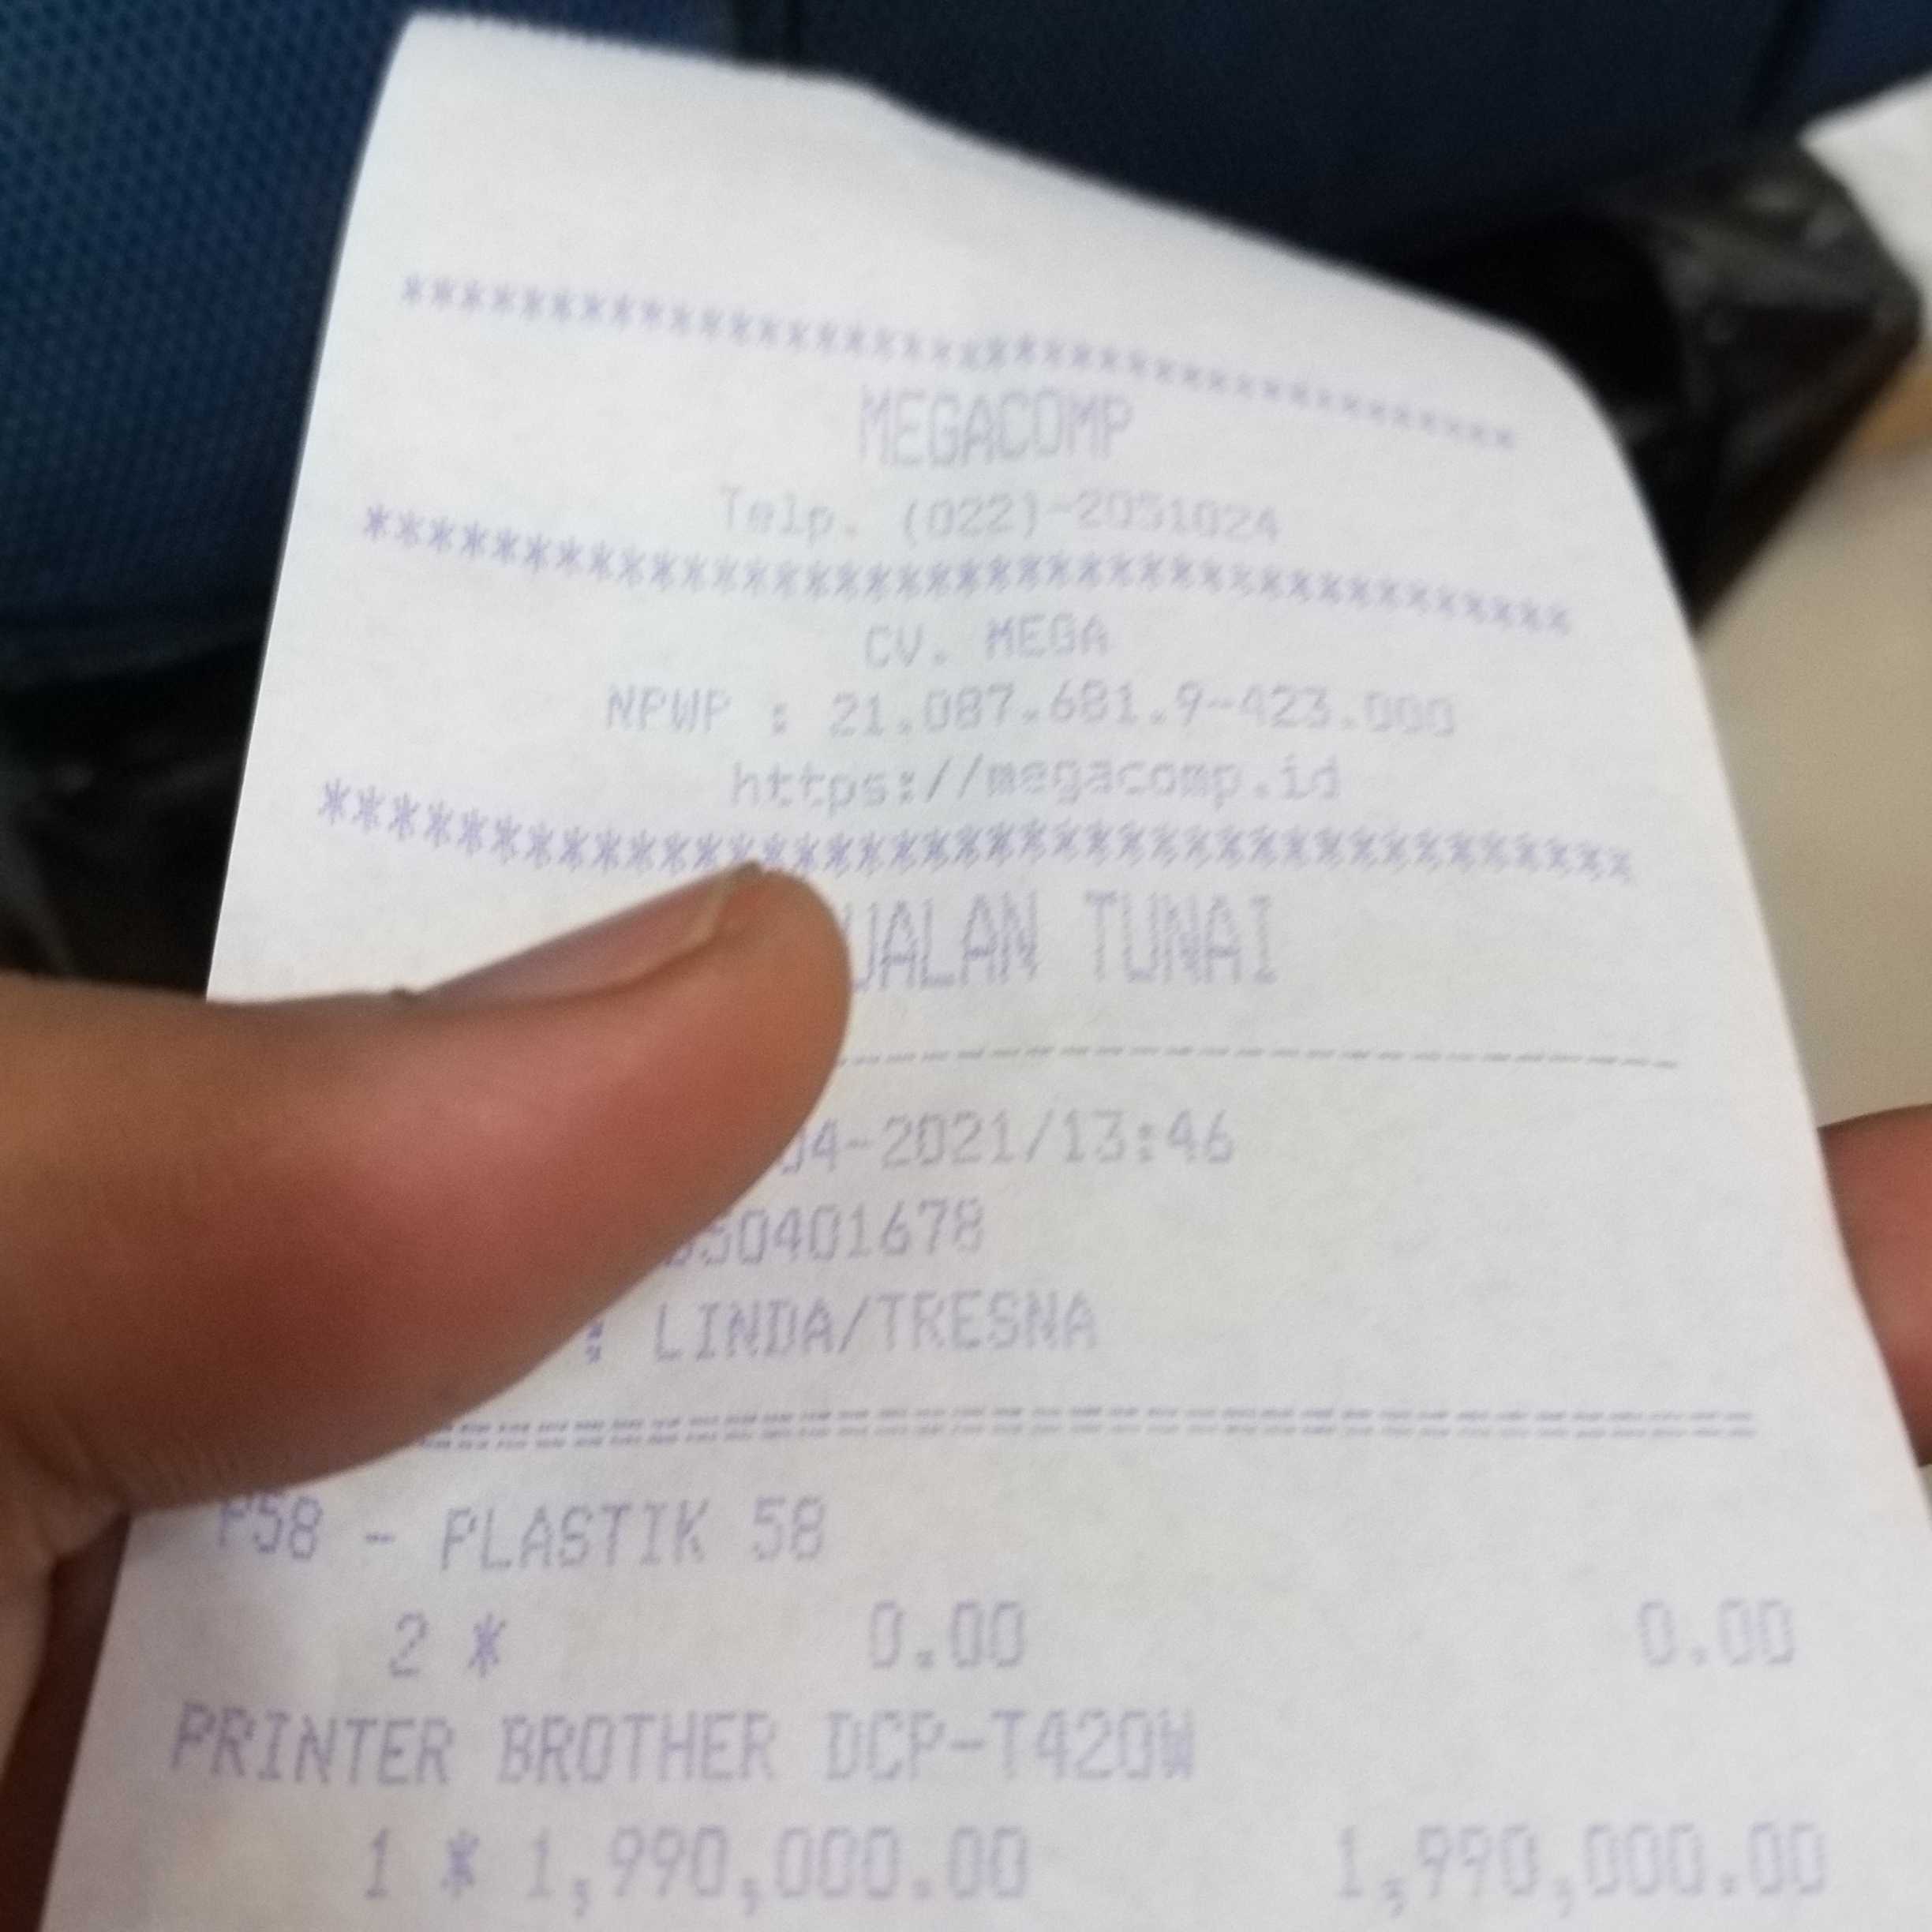 ************************************
MEGACOMP
Telp. (022)-2051024
************************************
CV. MEGA
NPWP : 21.087.681.9-423.000
https://megacomp.id
************************************
UALAN TUNAI
--------------------------------
04-2021/13:46
50401678
: LINDA/TRESNA
================================
P58 - PLASTIK 58
2 * 0.00 0.00
PRINTER BROTHER DCP-T420W
1 * 1,990,000.00 1,990,000.00